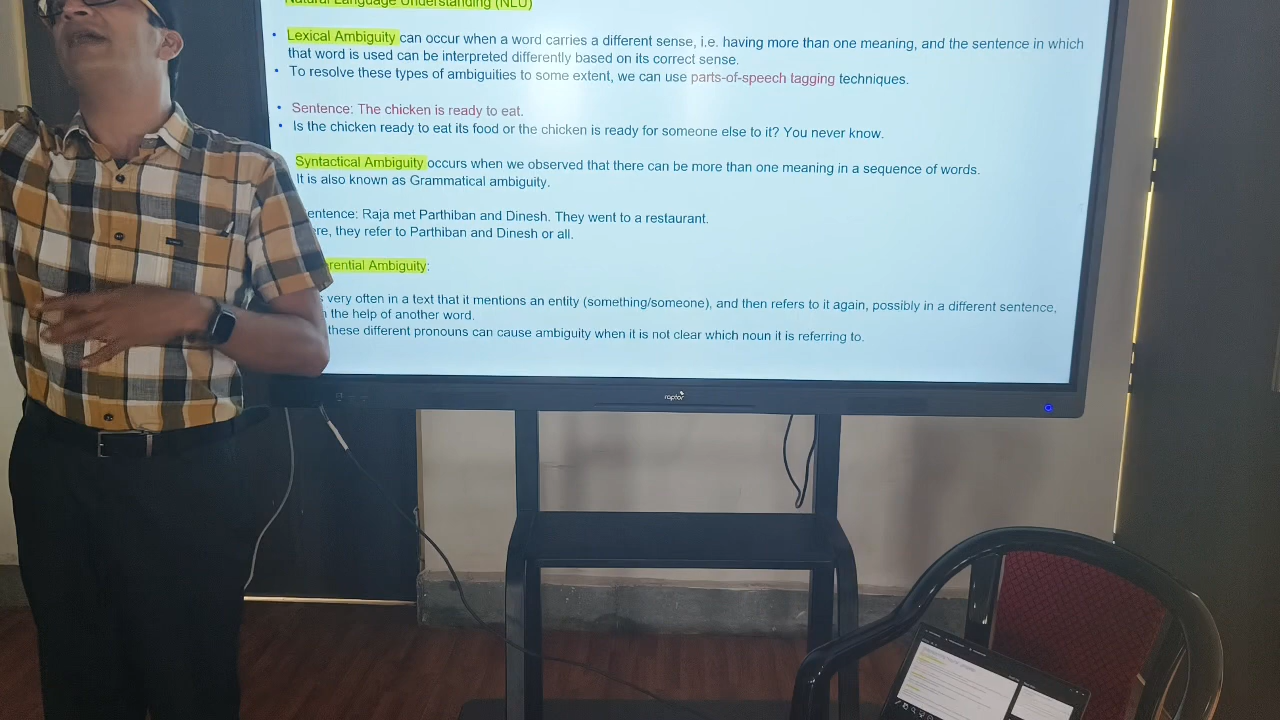 Natural Language Understanding (NLU)
• Lexical Ambiguity can occur when a word carries a different sense, i.e. having more than one meaning, and the sentence in which
that word is used can be interpreted differently based on its correct sense.
• To resolve these types of ambiguities to some extent, we can use parts-of-speech tagging techniques.
• Sentence: The chicken is ready to eat.
• Is the chicken ready to eat its food or the chicken is ready for someone else to it? You never know.
Syntactical Ambiguity occurs when we observed that there can be more than one meaning in a sequence of words.
It is also known as Grammatical ambiguity.
entence: Raja met Parthiban and Dinesh. They went to a restaurant.
re, they refer to Parthiban and Dinesh or all.
rential Ambiguity:
very often in a text that it mentions an entity (something/someone), and then refers to it again, possibly in a different sentence,
the help of another word.
these different pronouns can cause ambiguity when it is not clear which noun it is referring to.
raptor